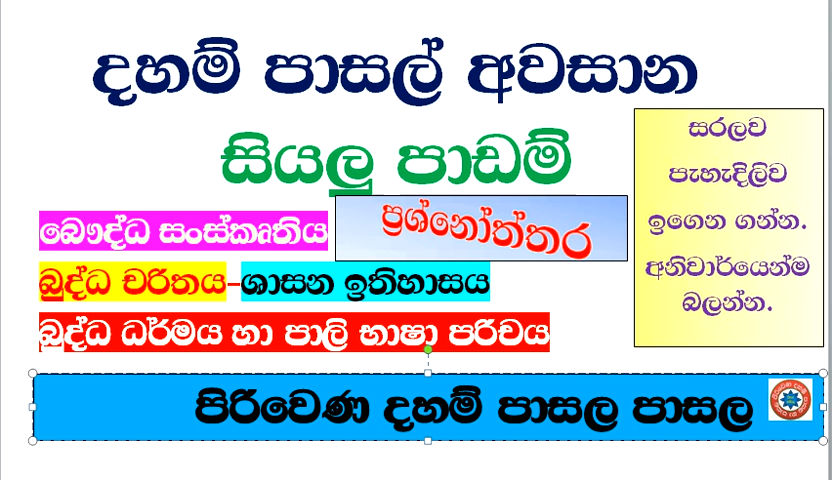 දහම් පාසල් අවසාන
සියලු පාඩම්
බෞද්ධ සංස්කෘතිය
ප්‍රශ්නෝත්තර
බුද්ධ චරිතය-ශාසන ඉතිහාසය
බුද්ධ ධර්මය හා පාලි භාෂා පරිචය
සරලව
පැහැදිලිව
ඉගෙන ගන්න.
අනිවාර්යෙන්ම
බලන්න.
පිරිවෙණ දහම් පාසල පාසල